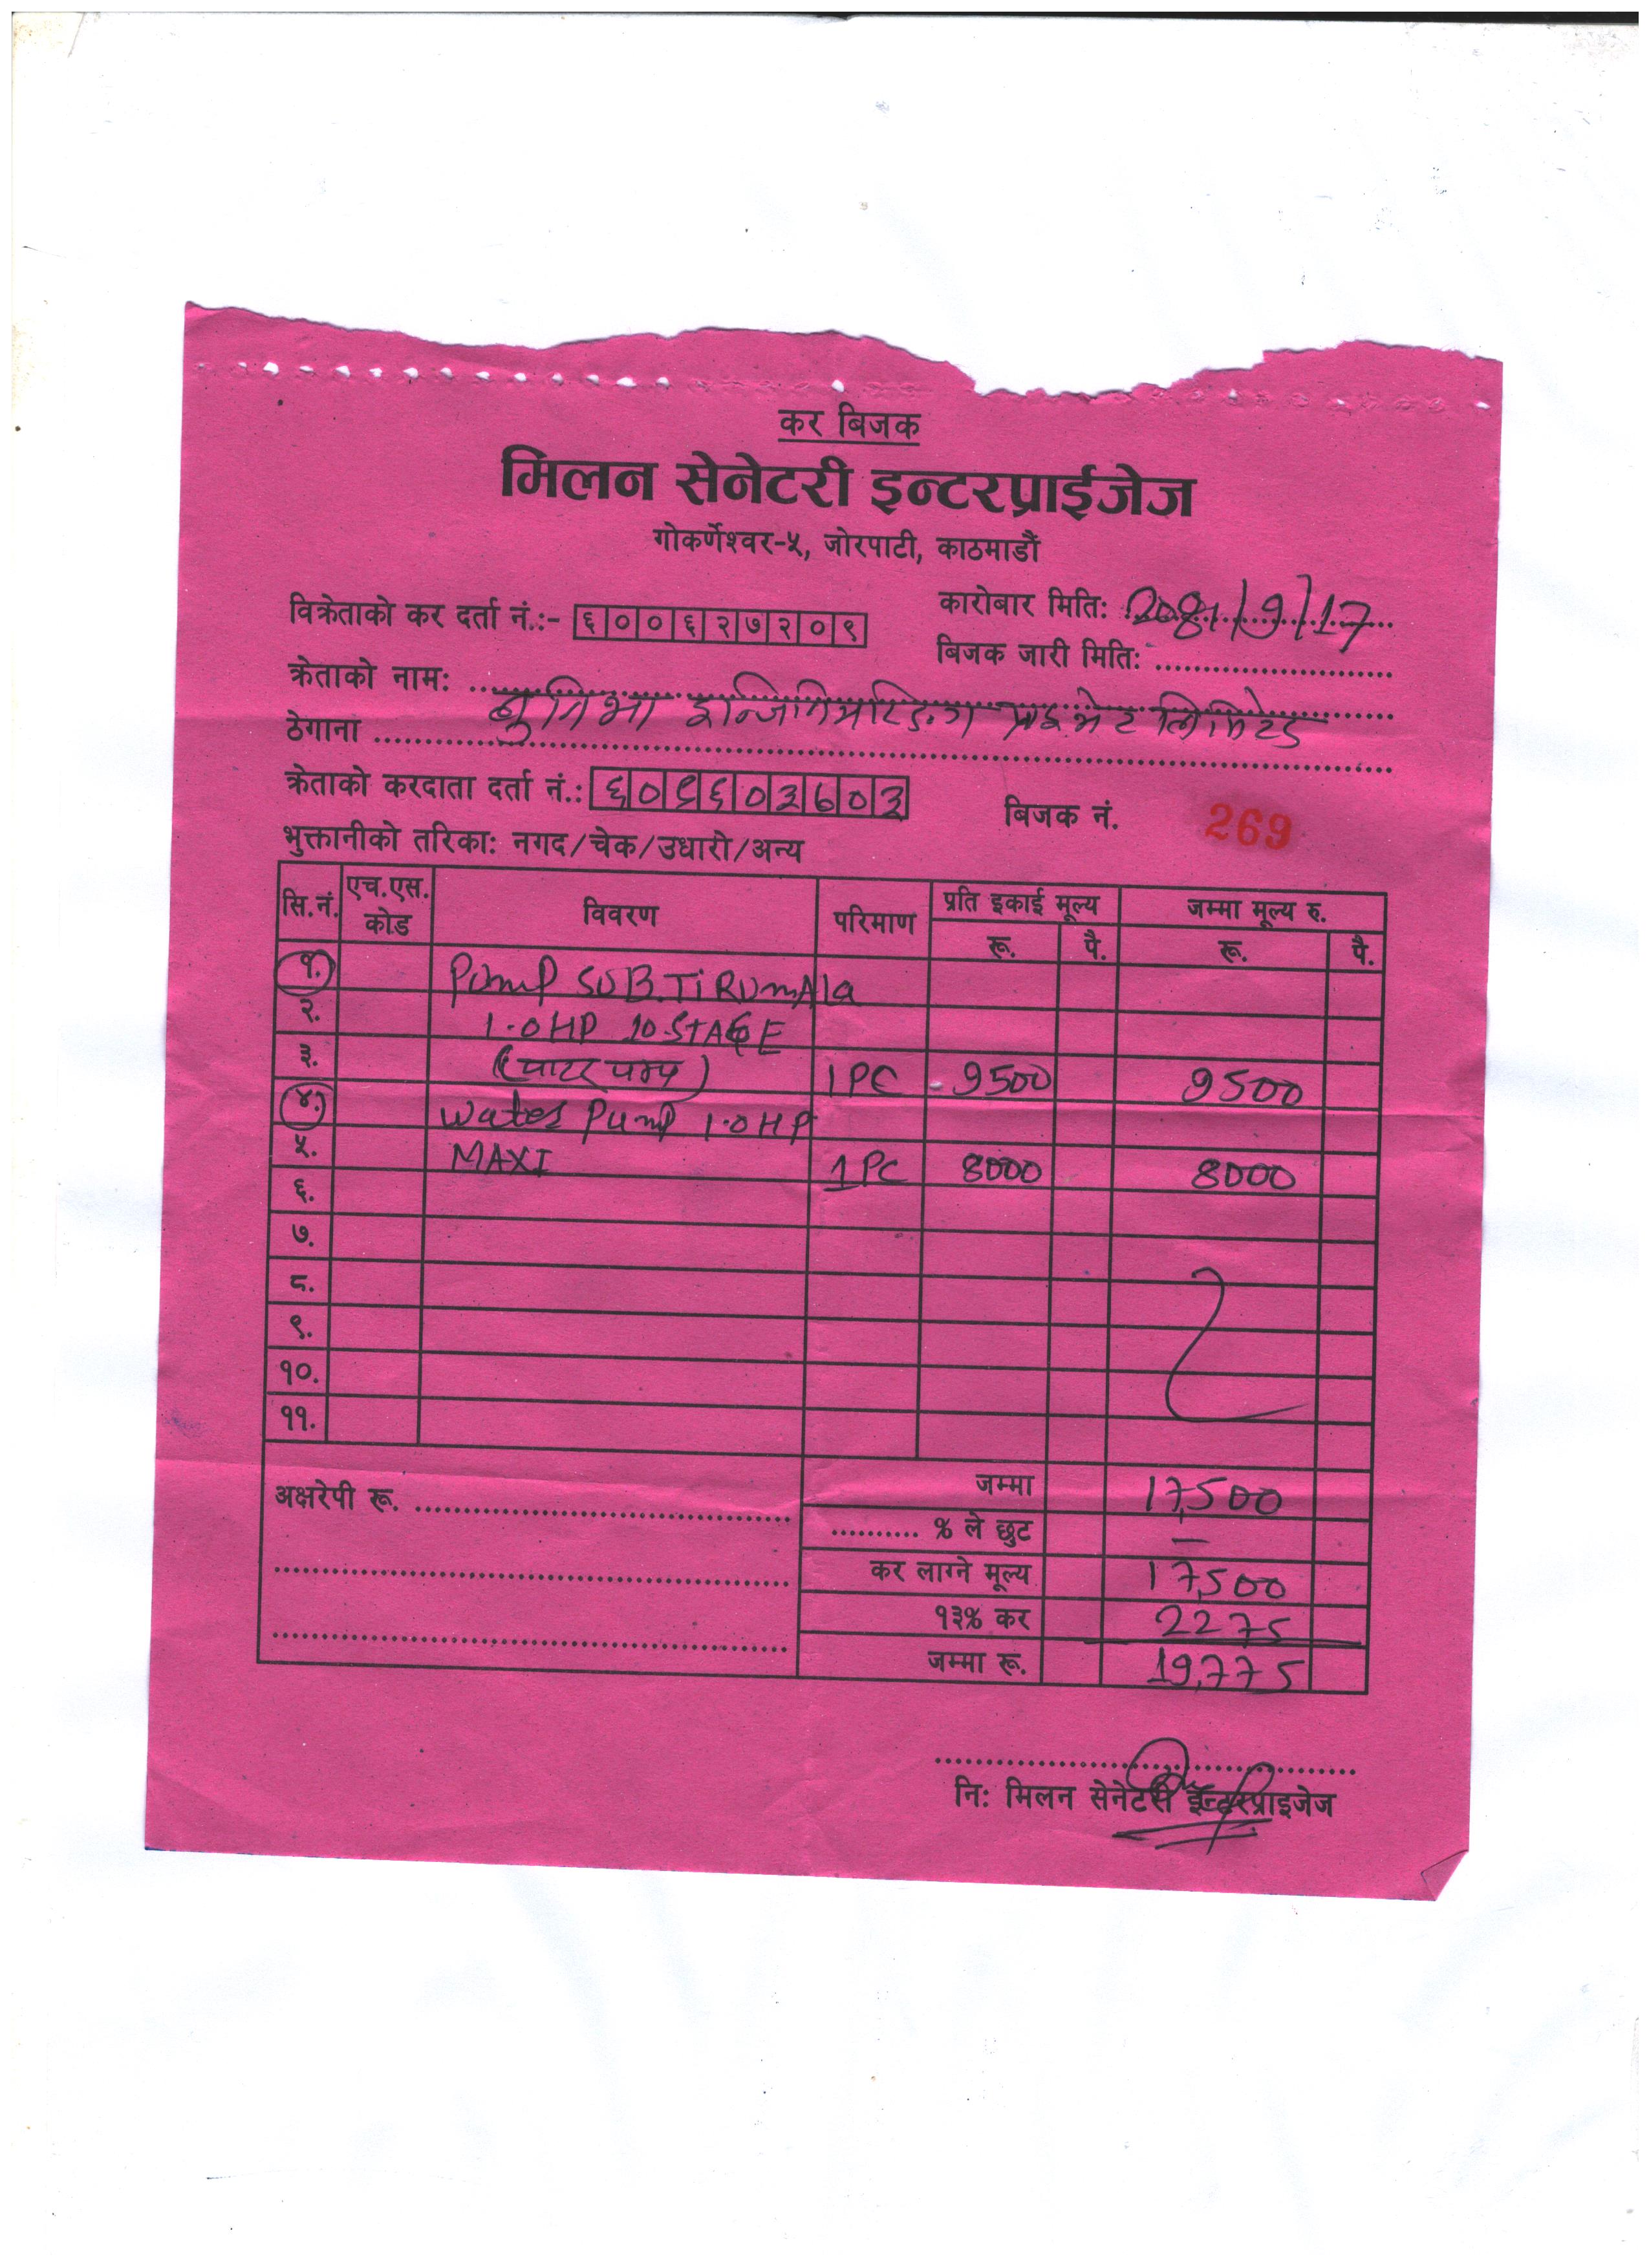 कर बिजक
मिलन सेनेटरी इन्टरप्राईजेज
गोकर्णेश्वर-५, जोरपाटी, काठमाडौं
विक्रेताको कर दर्ता नं.:- ६००६२७२०९
कारोबार मिति: 2081/9/17
बिजक जारी मिति: ....................
क्रेताको नाम: इन्जिनियरिङ्ग प्राइभेट लिमिटेड
ठेगाना ....................
क्रेताको करदाता दर्ता नं.: ६०९६०३७०३
बिजक नं. 269
भुक्तानीको तरिका: नगद/चेक/उधारो/अन्य
सि.नं. एच.एस. कोड विवरण परिमाण प्रति इकाई मूल्य जम्मा मूल्य रु.
रू. पै. रू. पै.
१. Pump SUB.TiRUmAla
२. 1.0HP 10 STAGE
३. (वाटर पम्प) 1PC 9500 9500
४. Water Pump 1.0HP
५. MAXI 1PC 8000 8000
६.
७.
८.
९.
१०.
११.
जम्मा 17,500
अक्षरेपी रू. ....................
.......... % ले छुट —
कर लाग्ने मूल्य 17,500
१३% कर 2275
जम्मा रू. 19,775
नि: मिलन सेनेटरी इन्टरप्राइजेज